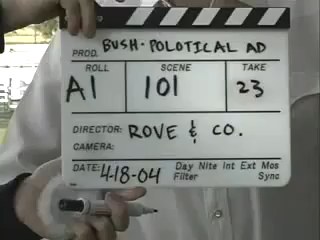 PROD. BUSH-POLOTICAL AD
ROLL SCENE TAKE
A1 101 23
DIRECTOR: ROVE & CO.
CAMERA:
DATE: 4-18-04 Day Nite Int Ext Mos
Filter Sync